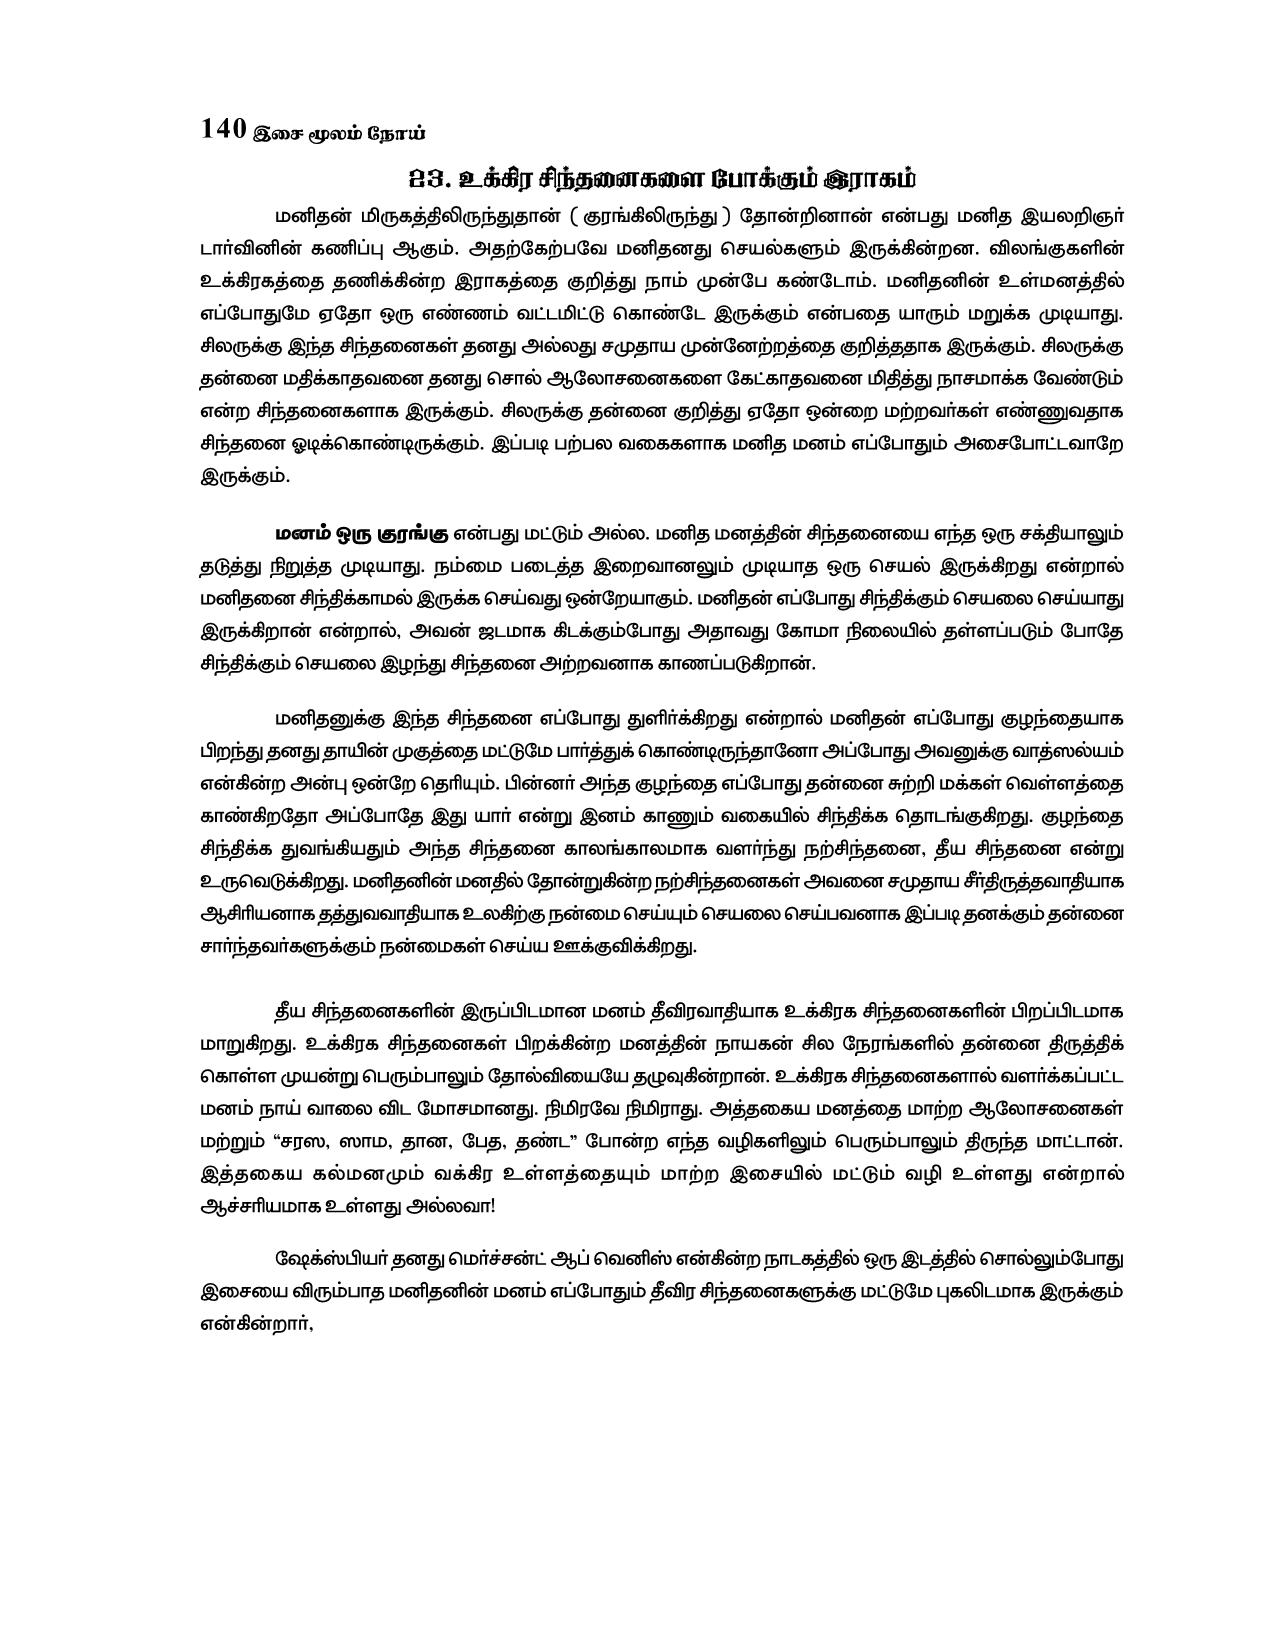 140 இசை மூலம் நோய்
23. உக்கிர சிந்தனைகளை போக்கும் இராகம்
மனிதன் மிருகத்திலிருந்துதான் ( குரங்கிலிருந்து ) தோன்றினான் என்பது மனித இயலறிஞர்
டார்வினின் கணிப்பு ஆகும். அதற்கேற்பவே மனிதனது செயல்களும் இருக்கின்றன. விலங்குகளின்
உக்கிரகத்தை தணிக்கின்ற இராகத்தை குறித்து நாம் முன்பே கண்டோம். மனிதனின் உள்மனத்தில்
எப்போதுமே ஏதோ ஒரு எண்ணம் வட்டமிட்டு கொண்டே இருக்கும் என்பதை யாரும் மறுக்க முடியாது.
சிலருக்கு இந்த சிந்தனைகள் தனது அல்லது சமுதாய முன்னேற்றத்தை குறித்ததாக இருக்கும். சிலருக்கு
தன்னை மதிக்காதவனை தனது சொல் ஆலோசனைகளை கேட்காதவனை மிதித்து நாசமாக்க வேண்டும்
என்ற சிந்தனைகளாக இருக்கும். சிலருக்கு தன்னை குறித்து ஏதோ ஒன்றை மற்றவர்கள் எண்ணுவதாக
சிந்தனை ஓடிக்கொண்டிருக்கும். இப்படி பற்பல வகைகளாக மனித மனம் எப்போதும் அசைபோட்டவாறே
இருக்கும்.
மனம் ஒரு குரங்கு என்பது மட்டும் அல்ல. மனித மனத்தின் சிந்தனையை எந்த ஒரு சக்தியாலும்
தடுத்து நிறுத்த முடியாது. நம்மை படைத்த இறைவானலும் முடியாத ஒரு செயல் இருக்கிறது என்றால்
மனிதனை சிந்திக்காமல் இருக்க செய்வது ஒன்றேயாகும். மனிதன் எப்போது சிந்திக்கும் செயலை செய்யாது
இருக்கிறான் என்றால், அவன் ஜடமாக கிடக்கும்போது அதாவது கோமா நிலையில் தள்ளப்படும் போதே
சிந்திக்கும் செயலை இழந்து சிந்தனை அற்றவனாக காணப்படுகிறான்.
மனிதனுக்கு இந்த சிந்தனை எப்போது துளிர்க்கிறது என்றால் மனிதன் எப்போது குழந்தையாக
பிறந்து தனது தாயின் முகுத்தை மட்டுமே பார்த்துக் கொண்டிருந்தானோ அப்போது அவனுக்கு வாத்ஸல்யம்
என்கின்ற அன்பு ஒன்றே தெரியும். பின்னர் அந்த குழந்தை எப்போது தன்னை சுற்றி மக்கள் வெள்ளத்தை
காண்கிறதோ அப்போதே இது யார் என்று இனம் காணும் வகையில் சிந்திக்க தொடங்குகிறது. குழந்தை
சிந்திக்க துவங்கியதும் அந்த சிந்தனை காலங்காலமாக வளர்ந்து நற்சிந்தனை, தீய சிந்தனை என்று
உருவெடுக்கிறது. மனிதனின் மனதில் தோன்றுகின்ற நற்சிந்தனைகள் அவனை சமுதாய சீர்திருத்தவாதியாக
ஆசிரியனாக தத்துவவாதியாக உலகிற்கு நன்மை செய்யும் செயலை செய்பவனாக இப்படி தனக்கும் தன்னை
சார்ந்தவர்களுக்கும் நன்மைகள் செய்ய ஊக்குவிக்கிறது.
தீய சிந்தனைகளின் இருப்பிடமான மனம் தீவிரவாதியாக உக்கிரக சிந்தனைகளின் பிறப்பிடமாக
மாறுகிறது. உக்கிரக சிந்தனைகள் பிறக்கின்ற மனத்தின் நாயகன் சில நேரங்களில் தன்னை திருத்திக்
கொள்ள முயன்று பெரும்பாலும் தோல்வியையே தழுவுகின்றான். உக்கிரக சிந்தனைகளால் வளர்க்கப்பட்ட
மனம் நாய் வாலை விட மோசமானது. நிமிரவே நிமிராது. அத்தகைய மனத்தை மாற்ற ஆலோசனைகள்
மற்றும் “சரஸ, ஸாம, தான, பேத, தண்ட” போன்ற எந்த வழிகளிலும் பெரும்பாலும் திருந்த மாட்டான்.
இத்தகைய கல்மனமும் வக்கிர உள்ளத்தையும் மாற்ற இசையில் மட்டும் வழி உள்ளது என்றால்
ஆச்சரியமாக உள்ளது அல்லவா!
ஷேக்ஸ்பியர் தனது மெர்ச்சன்ட் ஆப் வெனிஸ் என்கின்ற நாடகத்தில் ஒரு இடத்தில் சொல்லும்போது
இசையை விரும்பாத மனிதனின் மனம் எப்போதும் தீவிர சிந்தனைகளுக்கு மட்டுமே புகலிடமாக இருக்கும்
என்கின்றார்,